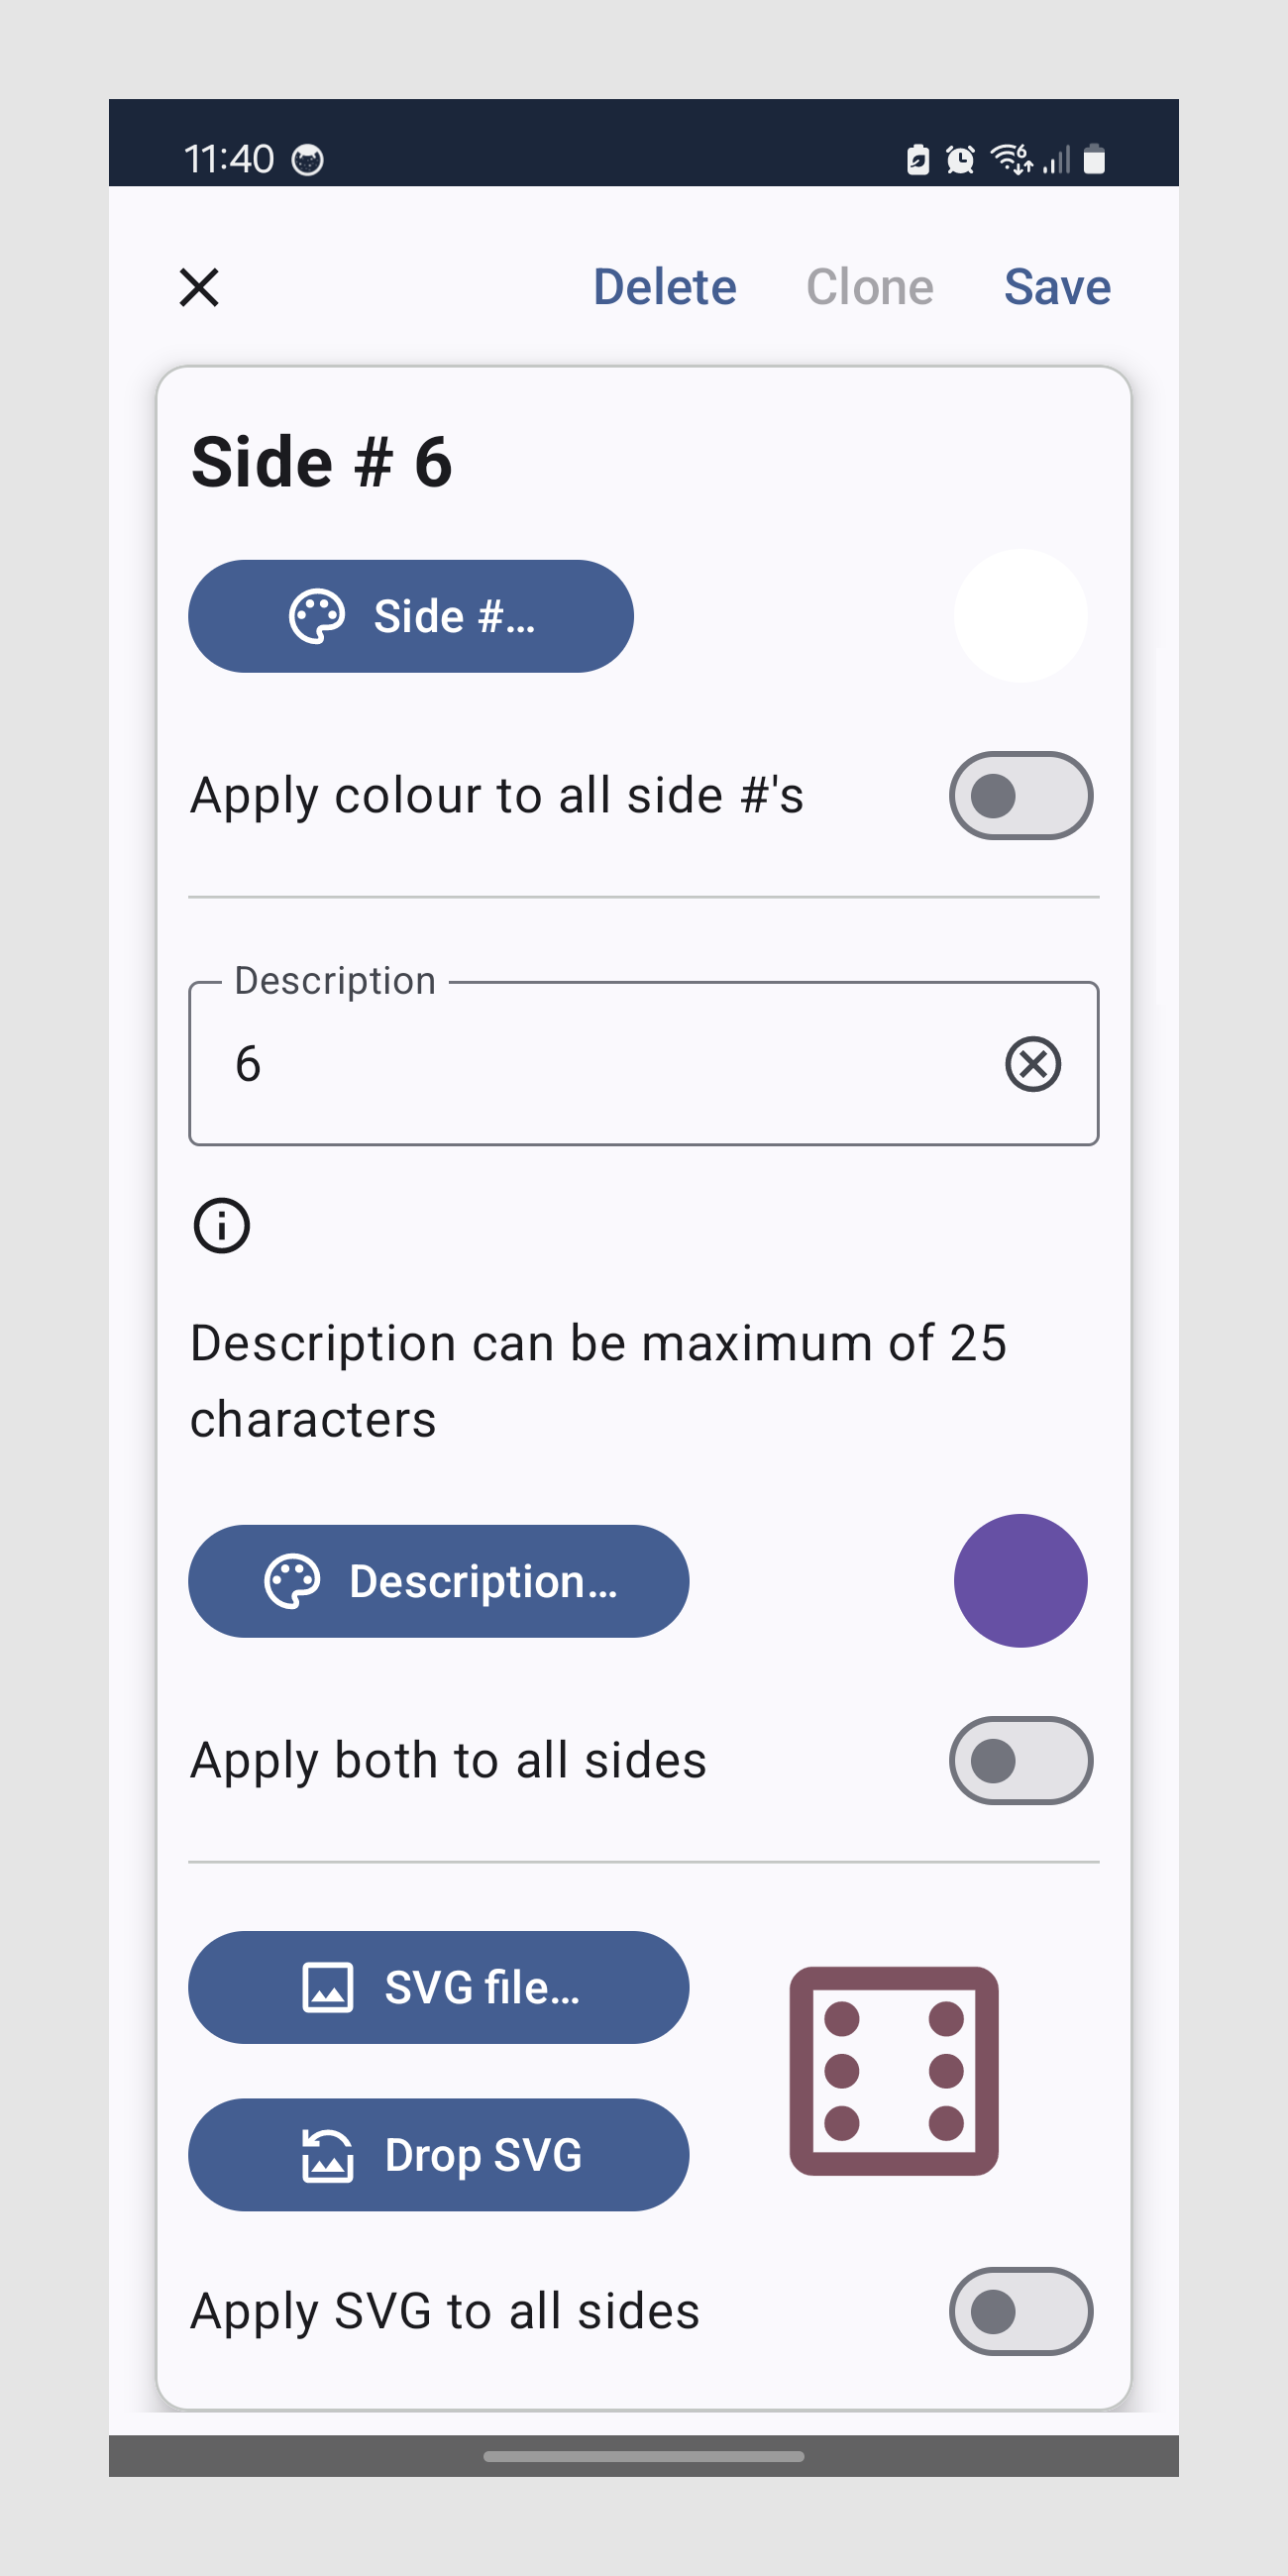 11:40
6
Delete Clone Save
Side # 6
Side #...
Apply colour to all side #'s
Description
6
Description can be maximum of 25
characters
Description...
Apply both to all sides
SVG file...
Drop SVG
Apply SVG to all sides